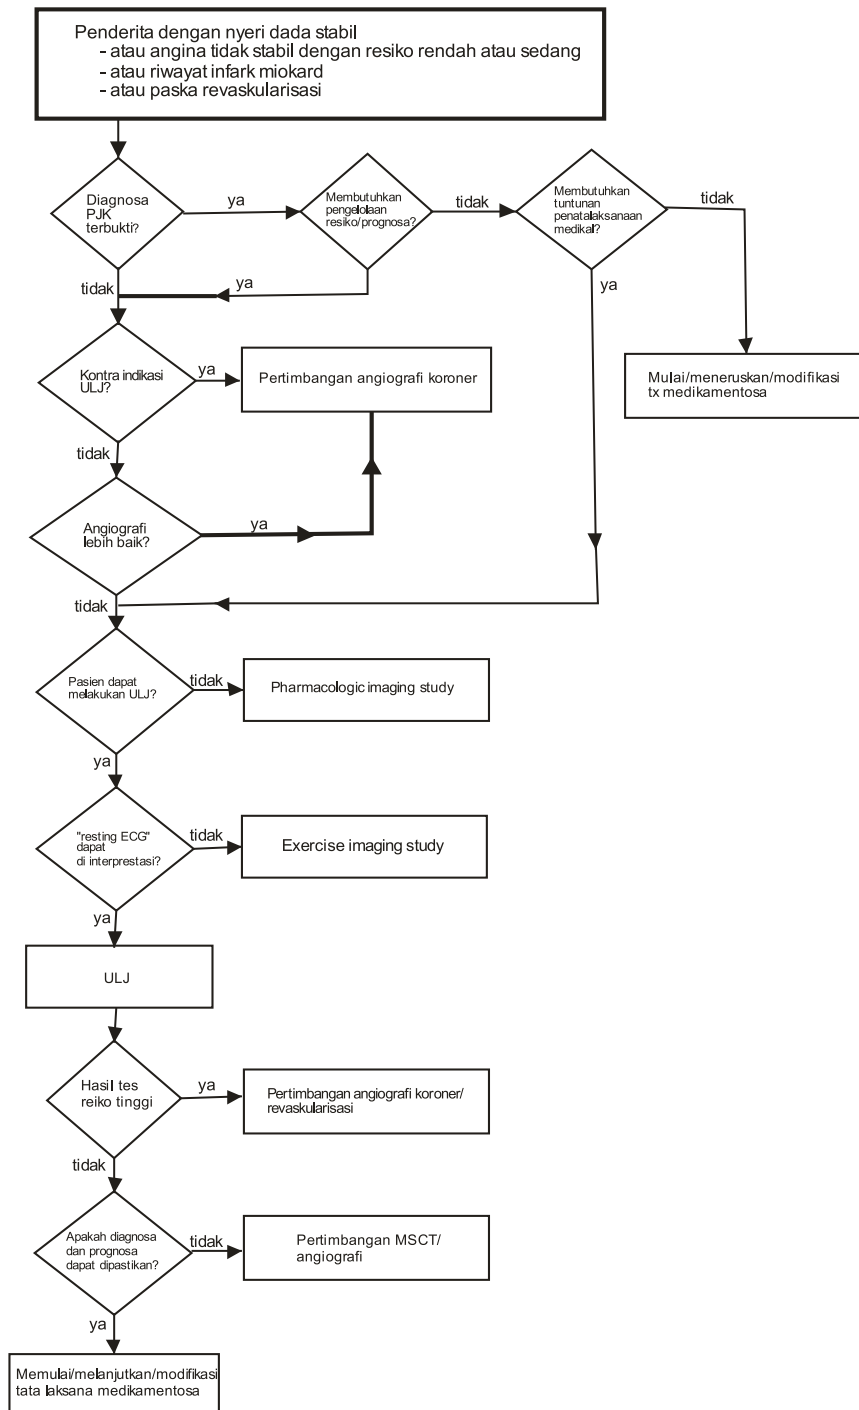 Penderita dengan nyeri dada stabil
- atau angina tidak stabil dengan resiko rendah atau sedang
- atau riwayat infark miokard
- atau paska revaskularisasi
Diagnosa
PJK
terbukti?
ya
Membutuhkan
pengelolaan
resiko/prognosa?
tidak
Membutuhkan
tuntunan
penatalaksanaan
medikal?
tidak
tidak
ya
ya
Kontra indikasi
ULJ?
ya
Pertimbangan angiografi koroner
Mulai/meneruskan/modifikasi
tx medikamentosa
tidak
Angiografi
lebih baik?
ya
tidak
Pasien dapat
melakukan ULJ?
tidak
Pharmacologic imaging study
ya
"resting ECG"
dapat
di interprestasi?
tidak
Exercise imaging study
ya
ULJ
Hasil tes
reiko tinggi
ya
Pertimbangan angiografi koroner/
revaskularisasi
tidak
Apakah diagnosa
dan prognosa
dapat dipastikan?
tidak
Pertimbangan MSCT/
angiografi
ya
Memulai/melanjutkan/modifikasi
tata laksana medikamentosa